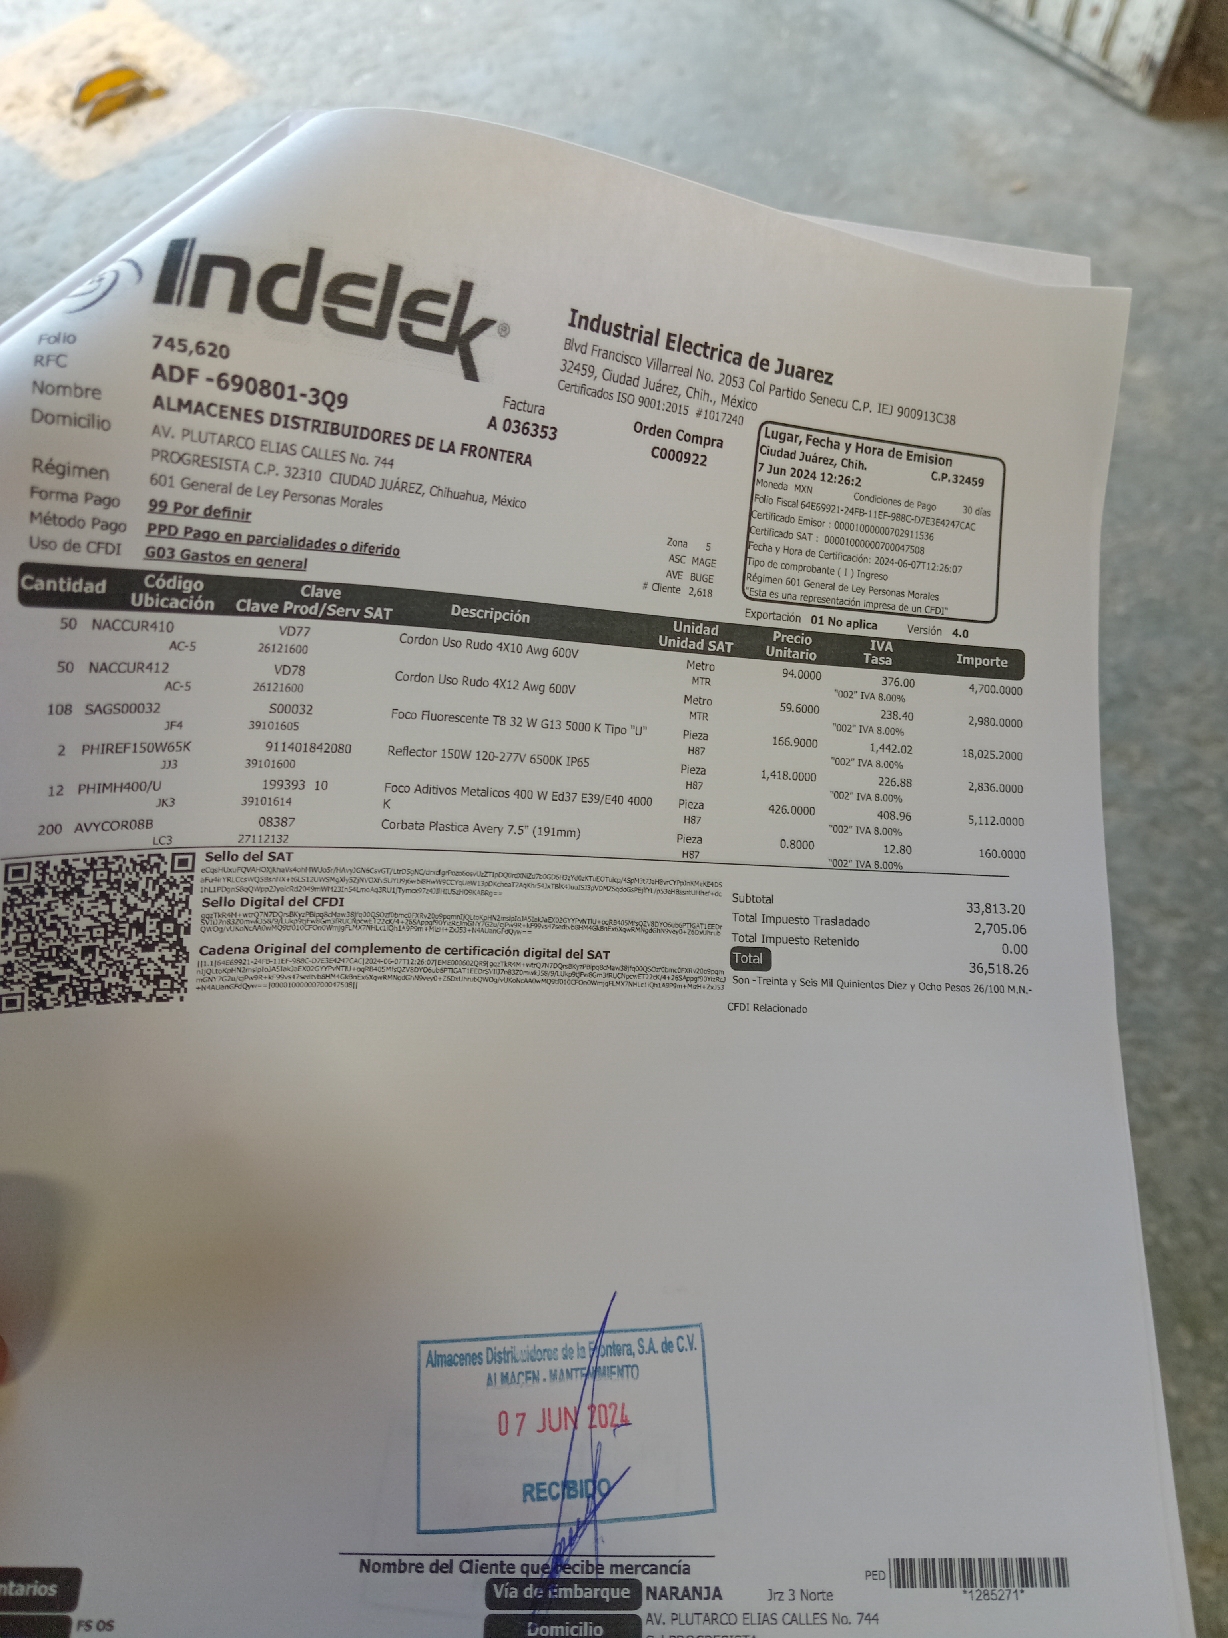 Indelek®
Industrial Electrica de Juarez
Blvd Francisco Villarreal No. 2053 Col Partido Senecu C.P. IEJ 900913C38
32459, Ciudad Juárez, Chih., México
Certificados ISO 9001:2015 #1017240
Folio 745,620
RFC ADF -690801-3Q9
Nombre ALMACENES DISTRIBUIDORES DE LA FRONTERA
Domicilio AV. PLUTARCO ELIAS CALLES No. 744
PROGRESISTA C.P. 32310 CIUDAD JUÁREZ, Chihuahua, México
Régimen 601 General de Ley Personas Morales
Forma Pago 99 Por definir
Método Pago PPD Pago en parcialidades o diferido
Uso de CFDI G03 Gastos en general
Factura
A 036353
Orden Compra
C000922
Zona 5
ASC MAGE
AVE BUGE
# Cliente 2,618
Lugar, Fecha y Hora de Emision
Ciudad Juárez, Chih. C.P. 32459
7 Jun 2024 12:26:2
Moneda MXN Condiciones de Pago 30 días
Folio Fiscal 64E69921-24FB-11EF-988C-D7E3E4247CAC
Certificado Emisor : 00001000000702911536
Certificado SAT : 00001000000700047508
Fecha y Hora de Certificación: 2024-06-07T12:26:07
Tipo de comprobante ( I ) Ingreso
Régimen 601 General de Ley Personas Morales
"Esta es una representación impresa de un CFDI"
Exportación 01 No aplica Versión 4.0
Cantidad Código Ubicación Clave Clave Prod/Serv SAT Descripción Unidad Unidad SAT Precio Unitario IVA Tasa Importe
50 NACCUR410 VD77 Cordon Uso Rudo 4X10 Awg 600V Metro 94.0000 376.00 4,700.0000
AC-5 26121600 MTR "002" IVA 8.00%
50 NACCUR412 VD78 Cordon Uso Rudo 4X12 Awg 600V Metro 59.6000 238.40 2,980.0000
AC-5 26121600 MTR "002" IVA 8.00%
108 SAGS00032 S00032 Foco Fluorescente T8 32 W G13 5000 K Tipo "U" Pieza 166.9000 1,442.02 18,025.2000
JF4 39101605 H87 "002" IVA 8.00%
2 PHIREF150W65K 911401842080 Reflector 150W 120-277V 6500K IP65 Pieza 1,418.0000 226.88 2,836.0000
JJ3 39101600 H87 "002" IVA 8.00%
12 PHIMH400/U 199393 10 Foco Aditivos Metalicos 400 W Ed37 E39/E40 4000 K Pieza 426.0000 408.96 5,112.0000
JK3 39101614 H87 "002" IVA 8.00%
200 AVYCOR08B 08387 Corbata Plastica Avery 7.5" (191mm) Pieza 0.8000 12.80 160.0000
LC3 27112132 H87 "002" IVA 8.00%
Sello del SAT
Sello Digital del CFDI
Cadena Original del complemento de certificación digital del SAT
Subtotal 33,813.20
Total Impuesto Trasladado 2,705.06
Total Impuesto Retenido 0.00
Total 36,518.26
Son -Treinta y Seis Mil Quinientos Diez y Ocho Pesos 26/100 M.N.-
CFDI Relacionado
Almacenes Distribuidores de la Frontera, S.A. de C.V.
ALMACEN - MANTENIMIENTO
07 JUN 2024
RECIBIDO
Nombre del Cliente que recibe mercancía
Vía de Embarque NARANJA Jrz 3 Norte
PED *1285271*
ntarios
FS OS
Domicilio AV. PLUTARCO ELIAS CALLES No. 744